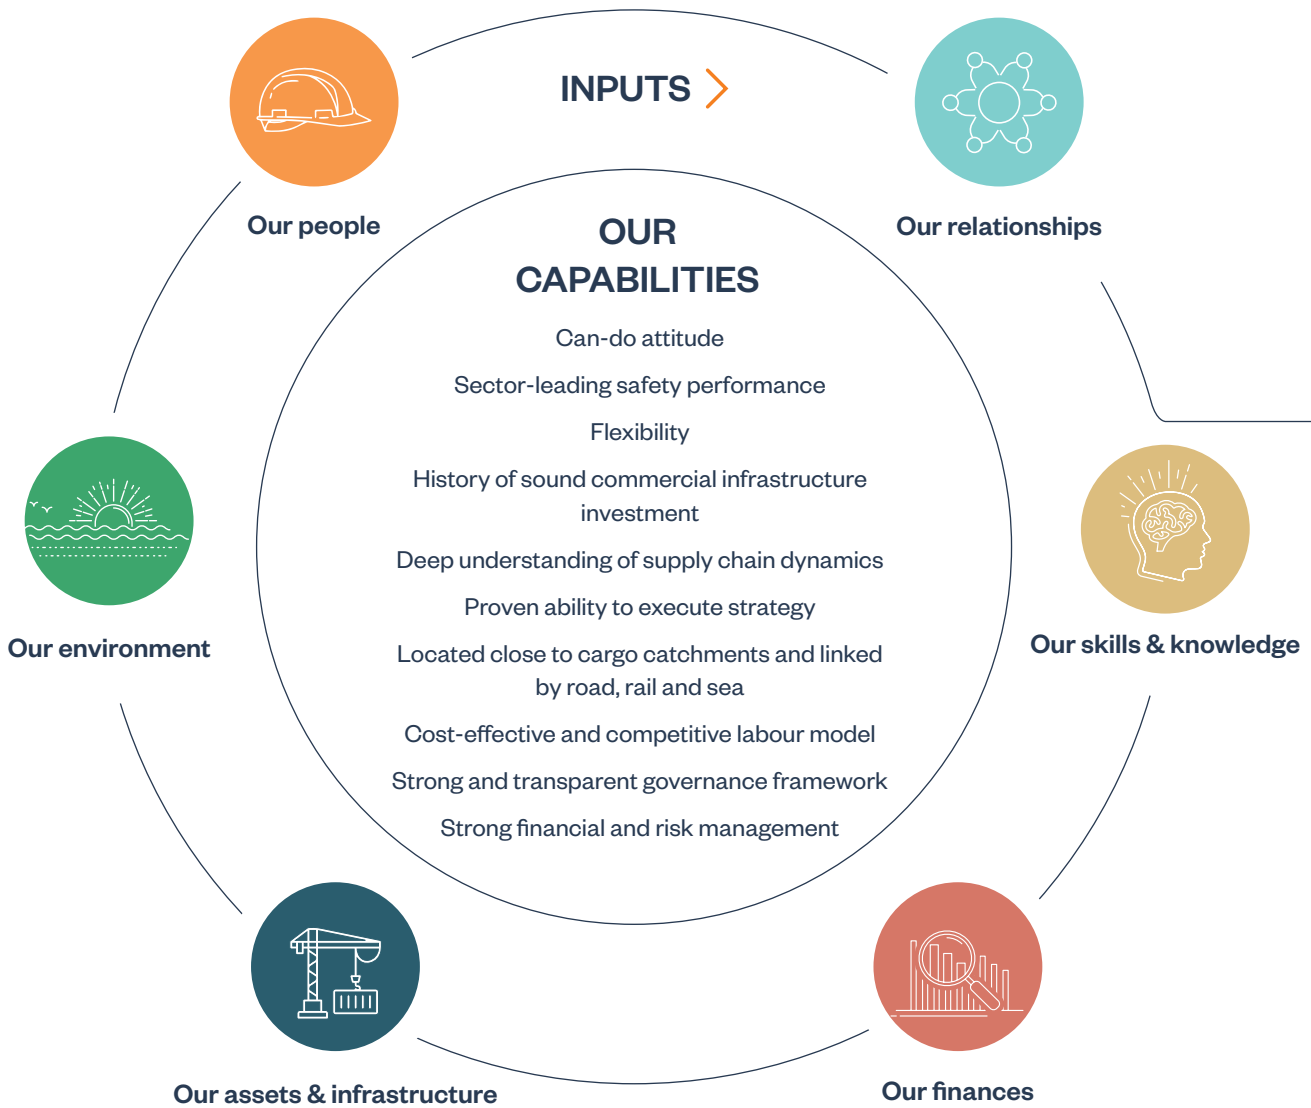 INPUTS
Our people
Our relationships
OUR
CAPABILITIES
Can-do attitude
Sector-leading safety performance
Flexibility
History of sound commercial infrastructure
investment
Deep understanding of supply chain dynamics
Proven ability to execute strategy
Located close to cargo catchments and linked
by road, rail and sea
Cost-effective and competitive labour model
Strong and transparent governance framework
Strong financial and risk management
Our environment
Our skills & knowledge
Our assets & infrastructure
Our finances